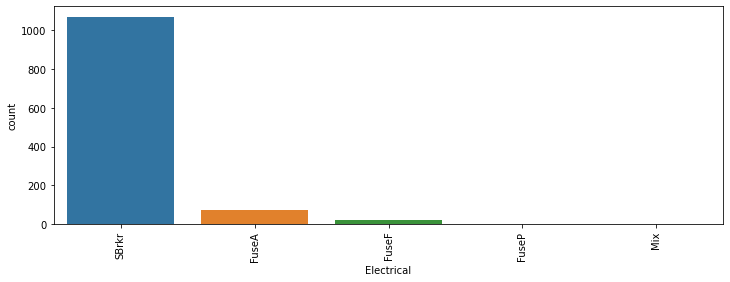 1000
800
600
400
200
0
count
SBrkr
FuseA
FuseF
FuseP
Mix
Electrical